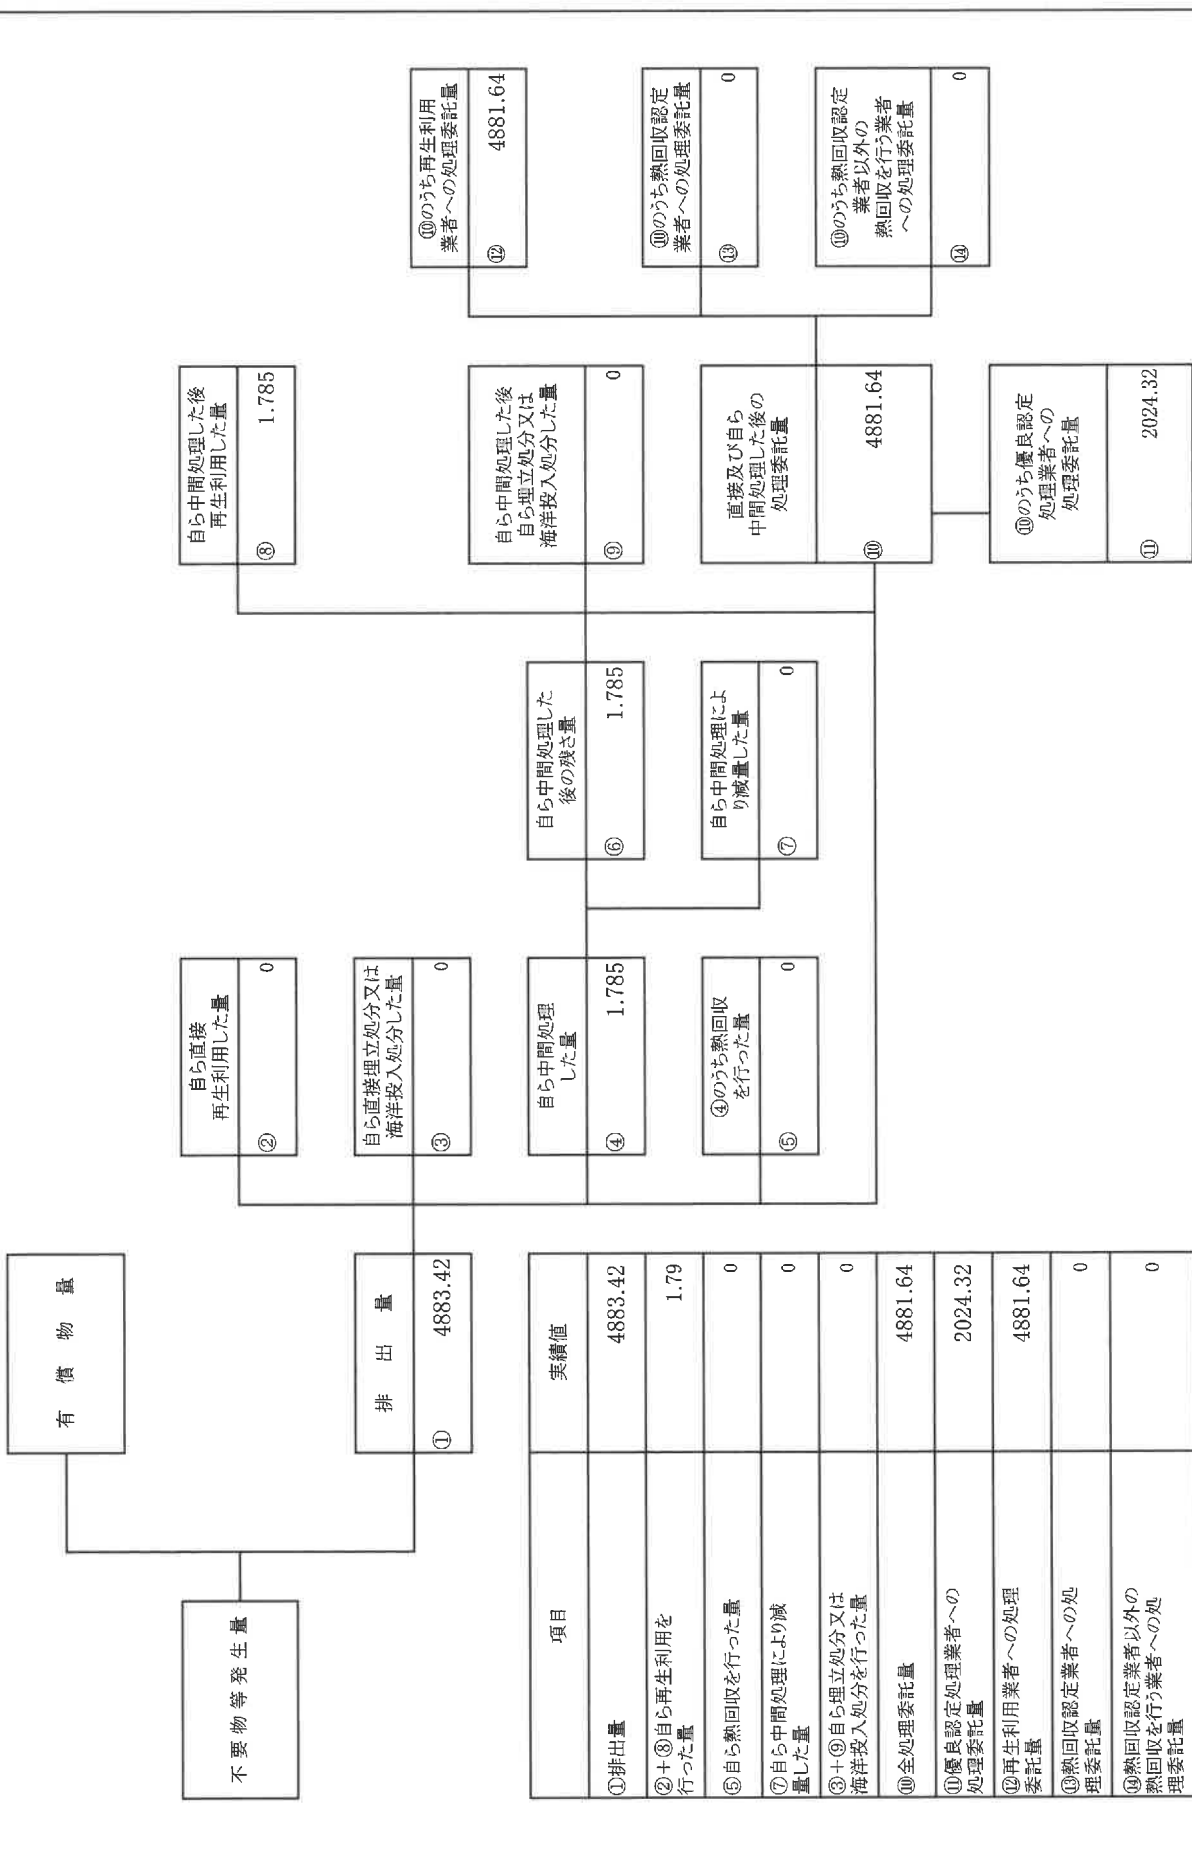 不要物等発生量
有償物量
排出量
① 4883.42
自ら直接
再生利用した量
② 0
自ら直接埋立処分又は
海洋投入処分した量
③ 0
自ら中間処理
した量
④ 1.785
④のうち熱回収
を行った量
⑤ 0
自ら中間処理した
後の残さ量
⑥ 1.785
自ら中間処理によ
り減量した量
⑦ 0
自ら中間処理した後
再生利用した量
⑧ 1.785
自ら中間処理した後
自ら埋立処分又は
海洋投入処分した量
⑨ 0
直接及び自ら
中間処理した後の
処理委託量
⑩ 4881.64
⑩のうち優良認定
処理業者への
処理委託量
⑪ 2024.32
⑩のうち再生利用
業者への処理委託量
⑫ 4881.64
⑩のうち熱回収認定
業者への処理委託量
⑬ 0
⑩のうち熱回収認定
業者以外の
熱回収を行う業者
への処理委託量
⑭ 0
項目 実績値
①排出量 4883.42
②+⑧自ら再生利用を
行った量 1.79
⑤自ら熱回収を行った量 0
⑦自ら中間処理により減
量した量 0
③+⑨自ら埋立処分又は
海洋投入処分を行った量 0
⑩全処理委託量 4881.64
⑪優良認定処理業者への
処理委託量 2024.32
⑫再生利用業者への処理
委託量 4881.64
⑬熱回収認定業者への処
理委託量 0
⑭熱回収認定業者以外の
熱回収を行う業者への処
理委託量 0